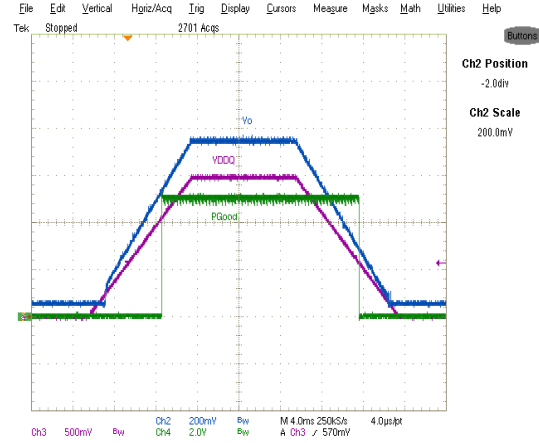 File Edit Vertical Horiz/Acq Trig Display Cursors Measure Masks Math Utilities Help
Tek Stopped 2701 Acqs
Buttons
Ch2 Position
-2.0div
Ch2 Scale
200.0mV
Vo
VDDQ
PGood
Ch2 200mV Bw M 4.0ms 250kS/s 4.0µs/pt
Ch3 500mV Bw Ch4 2.0V Bw A Ch3 / 570mV